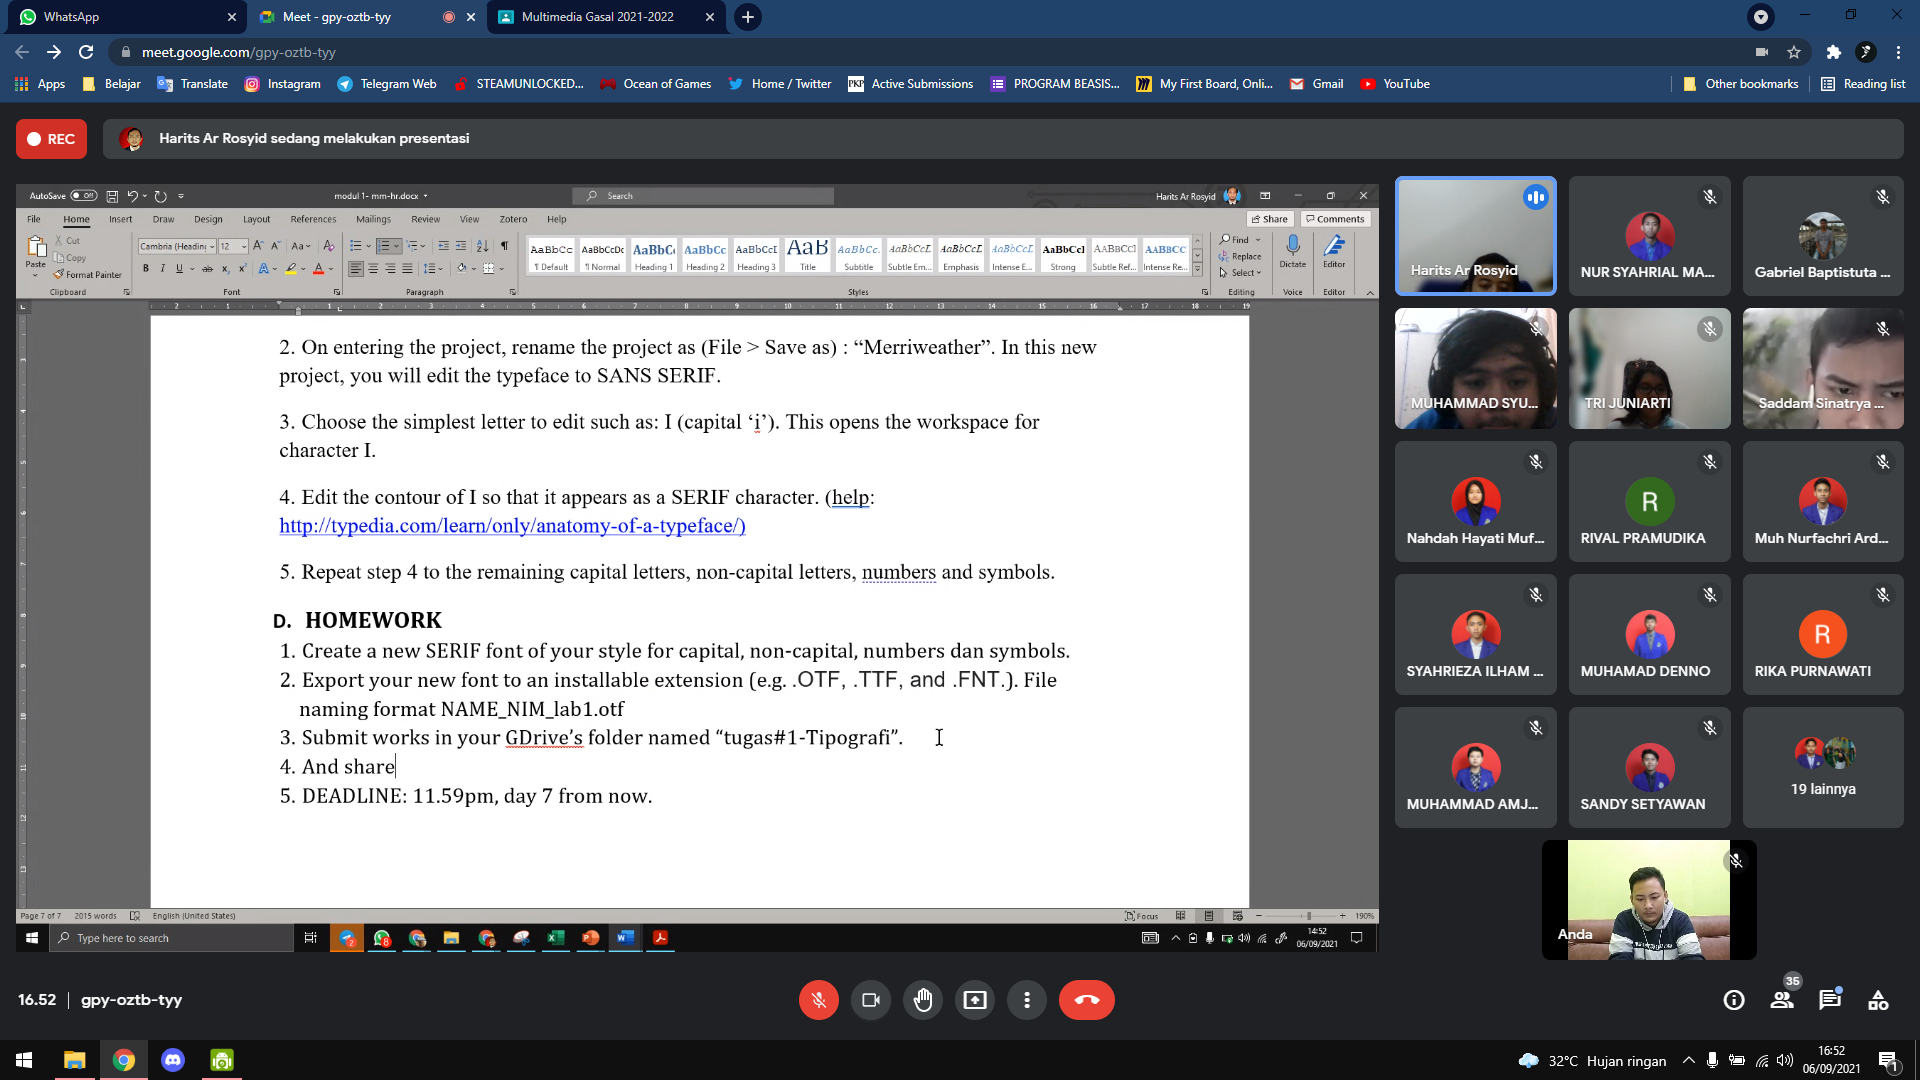 WhatsApp
Meet - gpy-oztb-tyy
Multimedia Gasal 2021-2022
meet.google.com/gpy-oztb-tyy
Apps
Belajar
Translate
Instagram
Telegram Web
STEAMUNLOCKED...
Ocean of Games
Home / Twitter
PKP Active Submissions
PROGRAM BEASIS...
My First Board, Onli...
Gmail
YouTube
Other bookmarks
Reading list
REC
Harits Ar Rosyid sedang melakukan presentasi
AutoSave Off
modul 1- mm-hr.docx
Search
Harits Ar Rosyid
File Home Insert Draw Design Layout References Mailings Review View Zotero Help
Share
Comments
Paste
Cut
Copy
Format Painter
Clipboard
Cambria (Headin
12
Font
Paragraph
Default
Normal
Heading 1
Heading 2
Heading 3
Title
Subtitle
Subtle Em...
Emphasis
Intense E...
Strong
Subtle Ref...
Intense Re...
Styles
Find
Replace
Select
Editing
Dictate
Voice
Editor
Editor
2. On entering the project, rename the project as (File > Save as) : “Merriweather”. In this new
project, you will edit the typeface to SANS SERIF.
3. Choose the simplest letter to edit such as: I (capital ‘i’). This opens the workspace for
character I.
4. Edit the contour of I so that it appears as a SERIF character. (help:
http://typedia.com/learn/only/anatomy-of-a-typeface/)
5. Repeat step 4 to the remaining capital letters, non-capital letters, numbers and symbols.
D. HOMEWORK
1. Create a new SERIF font of your style for capital, non-capital, numbers dan symbols.
2. Export your new font to an installable extension (e.g. .OTF, .TTF, and .FNT.). File
naming format NAME_NIM_lab1.otf
3. Submit works in your GDrive’s folder named “tugas#1-Tipografi”.
4. And share
5. DEADLINE: 11.59pm, day 7 from now.
Page 7 of 7
2015 words
English (United States)
Focus
190%
Type here to search
14:52
06/09/2021
Harits Ar Rosyid
NUR SYAHRIAL MA...
Gabriel Baptistuta ...
MUHAMMAD SYU...
TRI JUNIARTI
Saddam Sinatrya ...
Nahdah Hayati Muf...
R
RIVAL PRAMUDIKA
Muh Nurfachri Ard...
SYAHRIEZA ILHAM ...
MUHAMAD DENNO
R
RIKA PURNAWATI
MUHAMMAD AMJ...
SANDY SETYAWAN
19 lainnya
Anda
16.52 | gpy-oztb-tyy
35
32°C Hujan ringan
16:52
06/09/2021
1